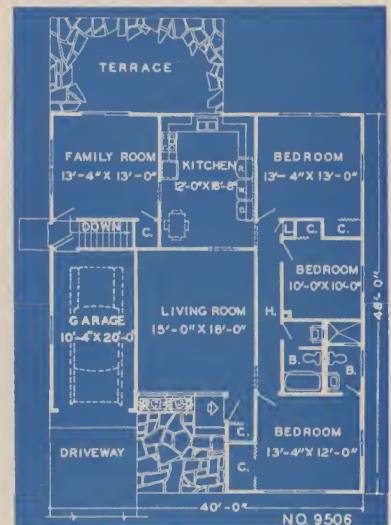 TERRACE
FAMILY ROOM
13'-4" X 13'-0"
KITCHEN
12'-0" X 16'-8"
BEDROOM
13'-4" X 13'-0"
R.
W.
D.
DOWN
C.
L.
C.
C.
BEDROOM
10'-0" X 10'-0"
48'-0"
GARAGE
10'-4" X 20'-0"
LIVING ROOM
15'-0" X 18'-0"
H.
B.
B.
C.
C.
BEDROOM
13'-4" X 12'-0"
DRIVEWAY
40'-0"
NO. 9506